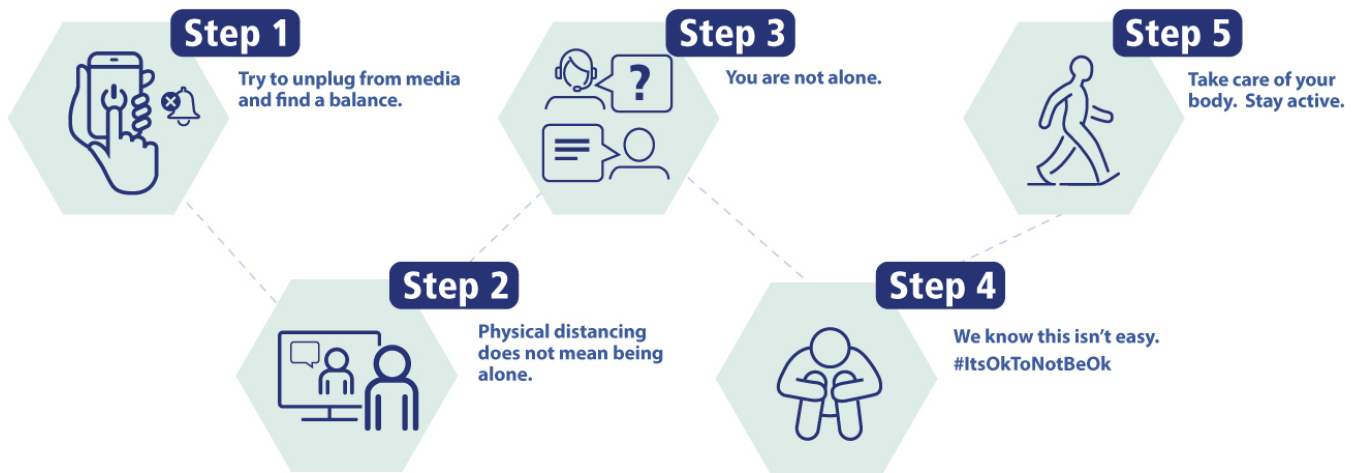 Step 1
Try to unplug from media
and find a balance.
Step 2
Physical distancing
does not mean being
alone.
Step 3
?
You are not alone.
Step 4
We know this isn’t easy.
#ItsOkToNotBeOk
Step 5
Take care of your
body.  Stay active.